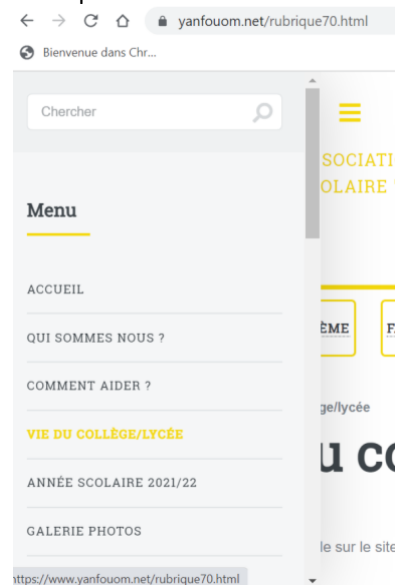 yanfouom.net/rubrique70.html
Bienvenue dans Chr...
Chercher
SOCIATI
OLAIRE
Menu
ACCUEIL
QUI SOMMES NOUS ?
ÈME
COMMENT AIDER ?
ge/lycée
VIE DU COLLÈGE/LYCÉE
u co
ANNÉE SCOLAIRE 2021/22
GALERIE PHOTOS
le sur le site
https://www.yanfouom.net/rubrique70.html